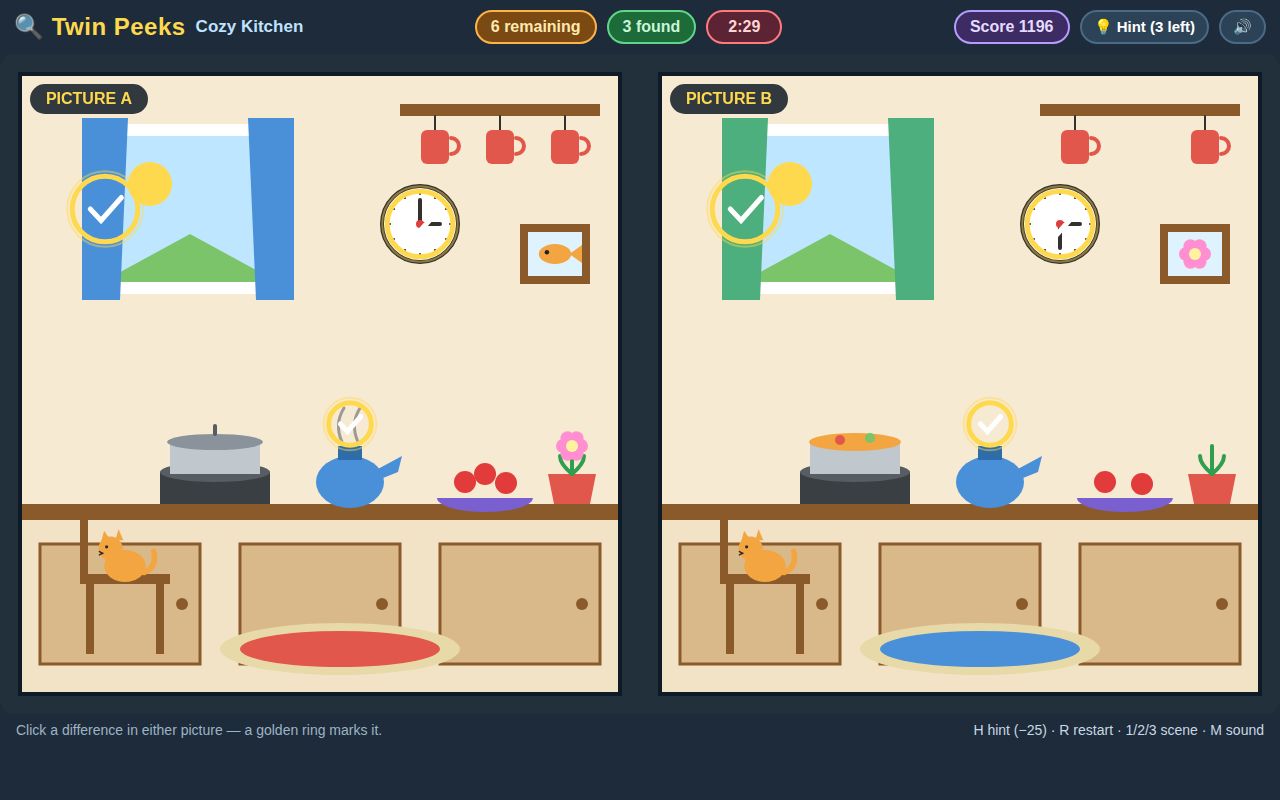 🔍 Twin Peeks Cozy Kitchen 6 remaining 3 found 2:29 Score 1196 💡 Hint (3 left) 🔊
PICTURE A
PICTURE B
Click a difference in either picture — a golden ring marks it.
H hint (−25) · R restart · 1/2/3 scene · M sound